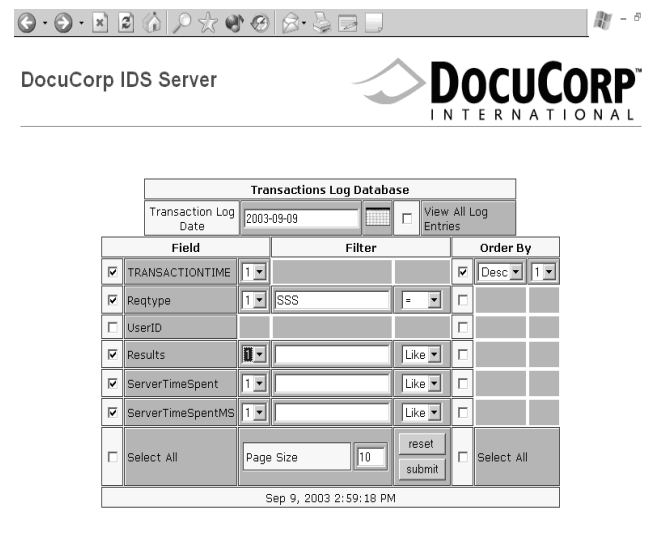 DocuCorp IDS Server
DOCUCORP™
INTERNATIONAL
Transactions Log Database
Transaction Log Date 2003-09-09 View All Log Entries
Field Filter Order By
TRANSACTIONTIME 1 Desc 1
Reqtype 1 SSS =
UserID
Results 1 Like
ServerTimeSpent 1 Like
ServerTimeSpentMS 1 Like
Select All Page Size 10 reset submit Select All
Sep 9, 2003 2:59:18 PM